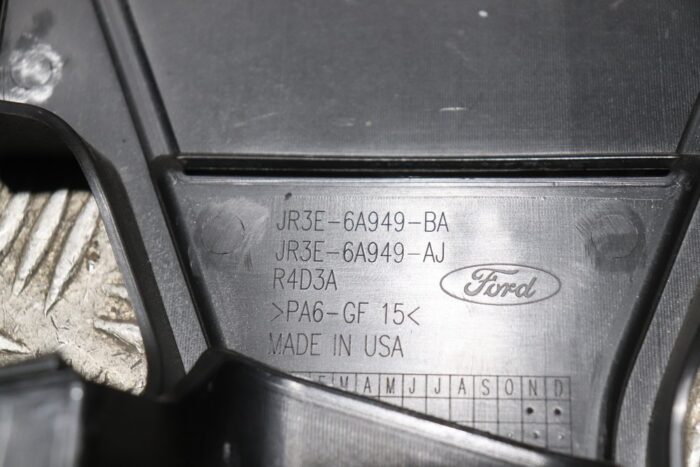 JR3E-6A949-BA
JR3E-6A949-AJ
R4D3A
Ford
>PA6-GF 15<
MADE IN USA
F M A M J J A S O N D